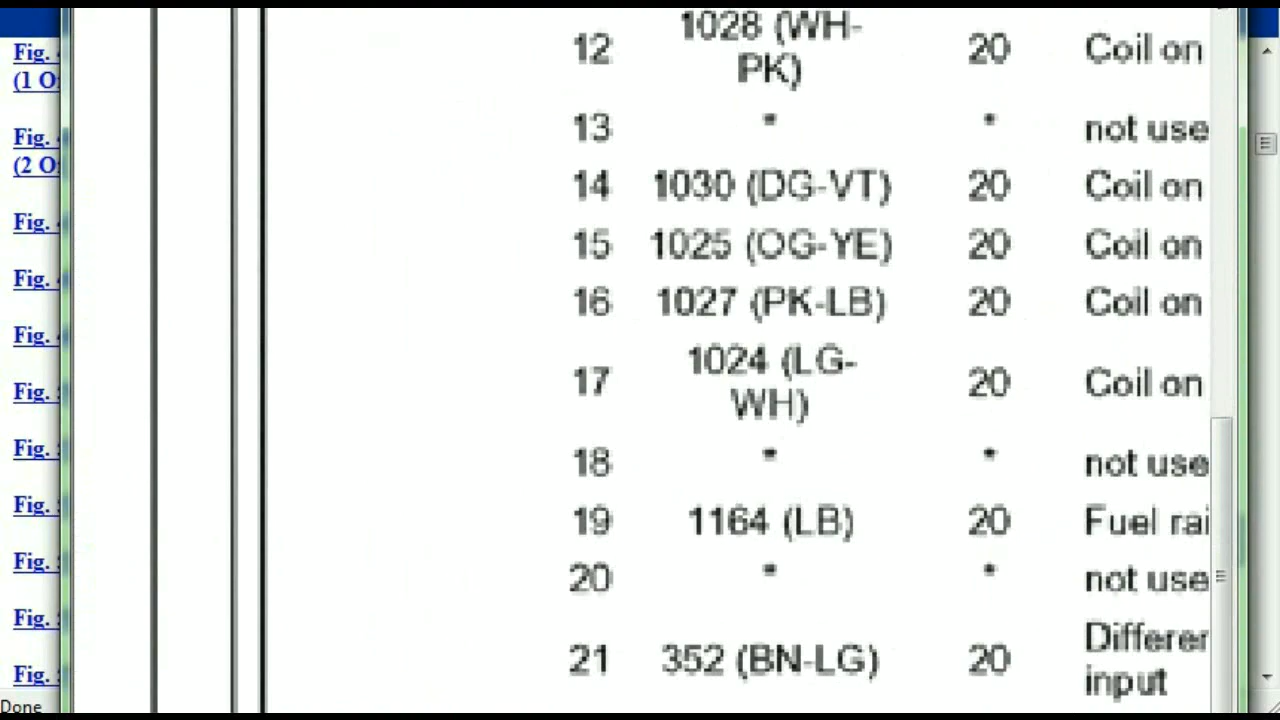 Fig.
(1 O
Fig.
(2 O
Fig.
Fig.
Fig.
Fig.
Fig.
Fig.
Fig.
Fig.
Fig.
Done
12 1028 (WH-PK) 20 Coil on
13 * * not use
14 1030 (DG-VT) 20 Coil on
15 1025 (OG-YE) 20 Coil on
16 1027 (PK-LB) 20 Coil on
17 1024 (LG-WH) 20 Coil on
18 * * not use
19 1164 (LB) 20 Fuel rai
20 * * not use
21 352 (BN-LG) 20 Differer
input